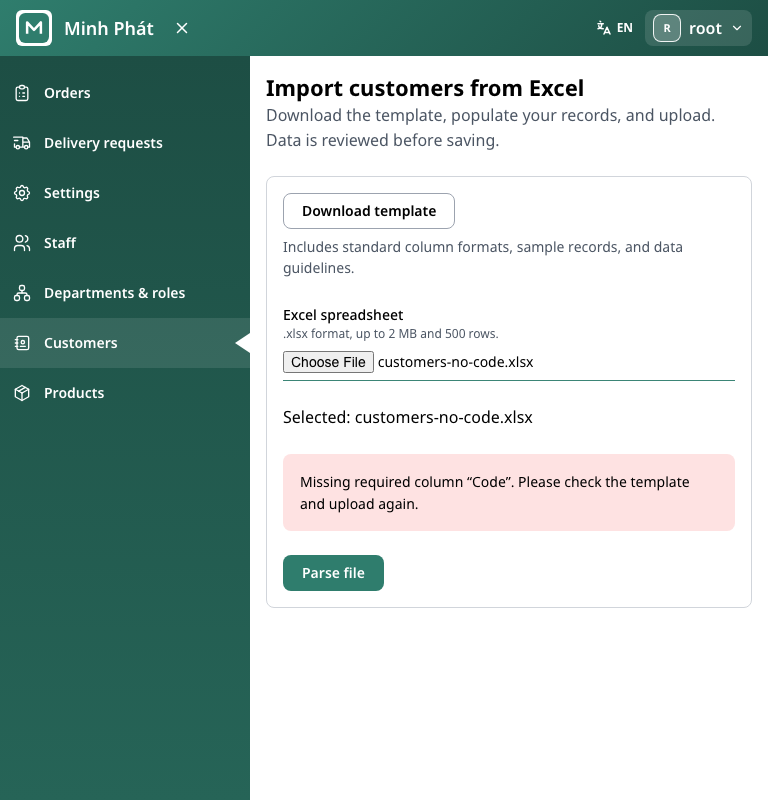 Minh Phát
EN
R
root
Orders
Delivery requests
Settings
Staff
Departments & roles
Customers
Products
Import customers from Excel
Download the template, populate your records, and upload.
Data is reviewed before saving.
Download template
Includes standard column formats, sample records, and data
guidelines.
Excel spreadsheet
.xlsx format, up to 2 MB and 500 rows.
Choose File customers-no-code.xlsx
Selected: customers-no-code.xlsx
Missing required column “Code”. Please check the template
and upload again.
Parse file